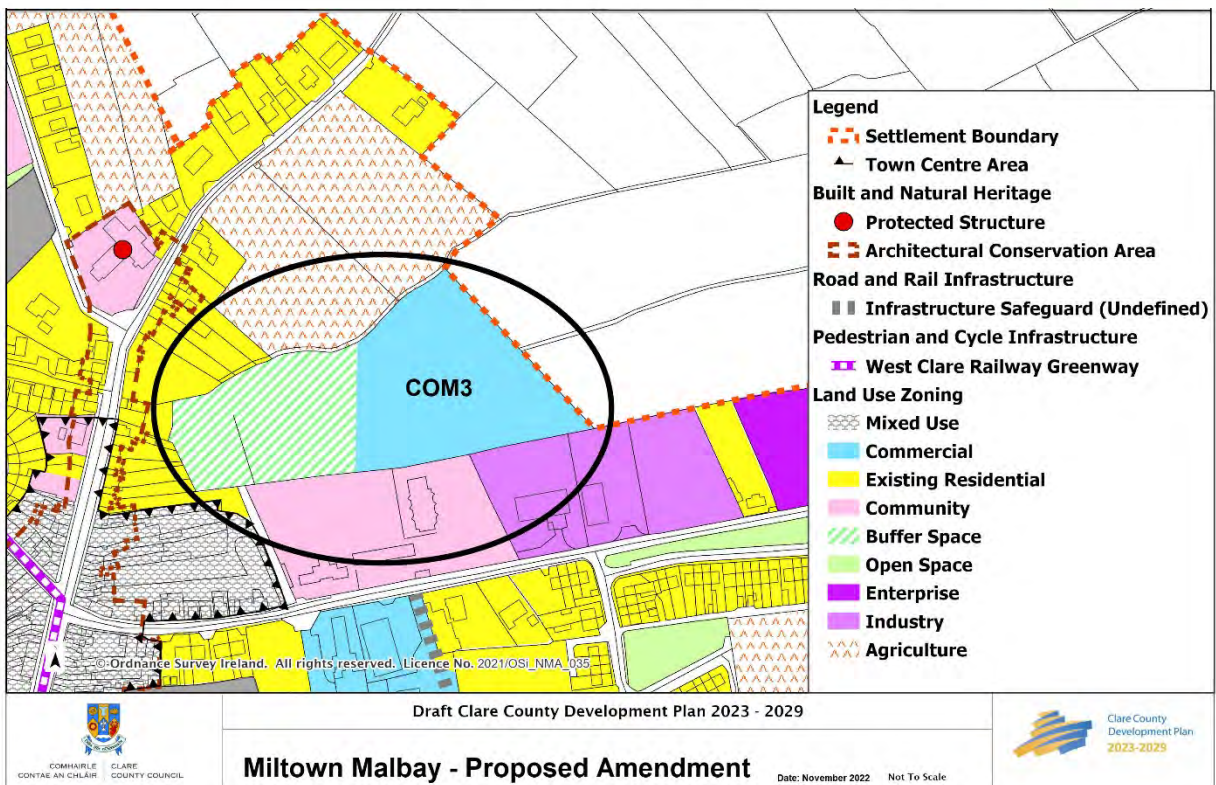 COM3
© Ordnance Survey Ireland. All rights reserved. Licence No. 2021/OSi_NMA_035
Legend
Settlement Boundary
Town Centre Area
Built and Natural Heritage
Protected Structure
Architectural Conservation Area
Road and Rail Infrastructure
Infrastructure Safeguard (Undefined)
Pedestrian and Cycle Infrastructure
West Clare Railway Greenway
Land Use Zoning
Mixed Use
Commercial
Existing Residential
Community
Buffer Space
Open Space
Enterprise
Industry
Agriculture
COMHAIRLE CLARE
CONTAE AN CHLÁIR COUNTY COUNCIL
Draft Clare County Development Plan 2023 - 2029
Miltown Malbay - Proposed Amendment Date: November 2022 Not To Scale
Clare County
Development Plan
2023-2029